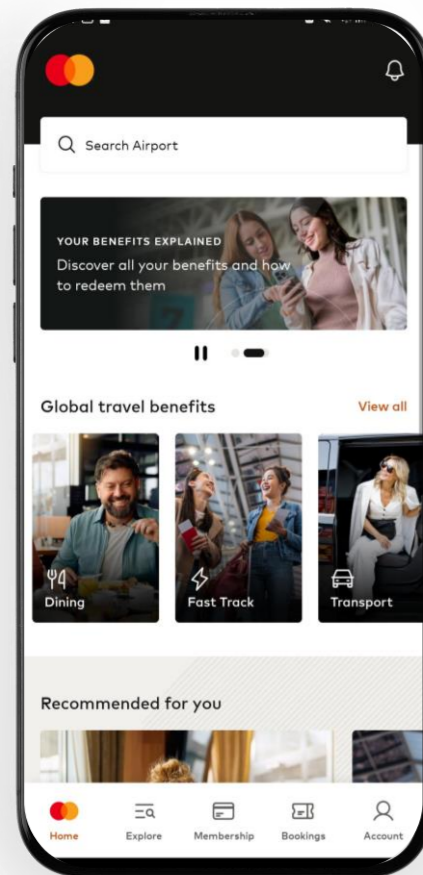 Search Airport
YOUR BENEFITS EXPLAINED
Discover all your benefits and how
to redeem them
Global travel benefits
View all
Dining
Fast Track
Transport
Recommended for you
Home
Explore
Membership
Bookings
Account